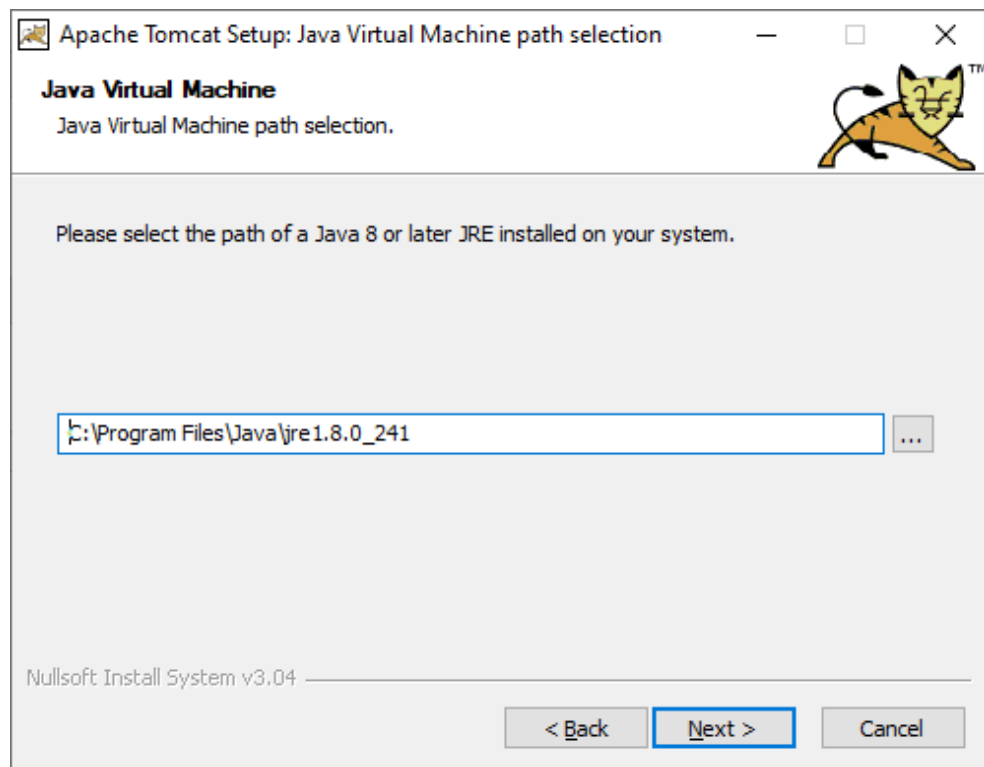 Apache Tomcat Setup: Java Virtual Machine path selection
Java Virtual Machine
Java Virtual Machine path selection.
TM
Please select the path of a Java 8 or later JRE installed on your system.
C:\Program Files\Java\jre1.8.0_241
...
Nullsoft Install System v3.04
< Back
Next >
Cancel